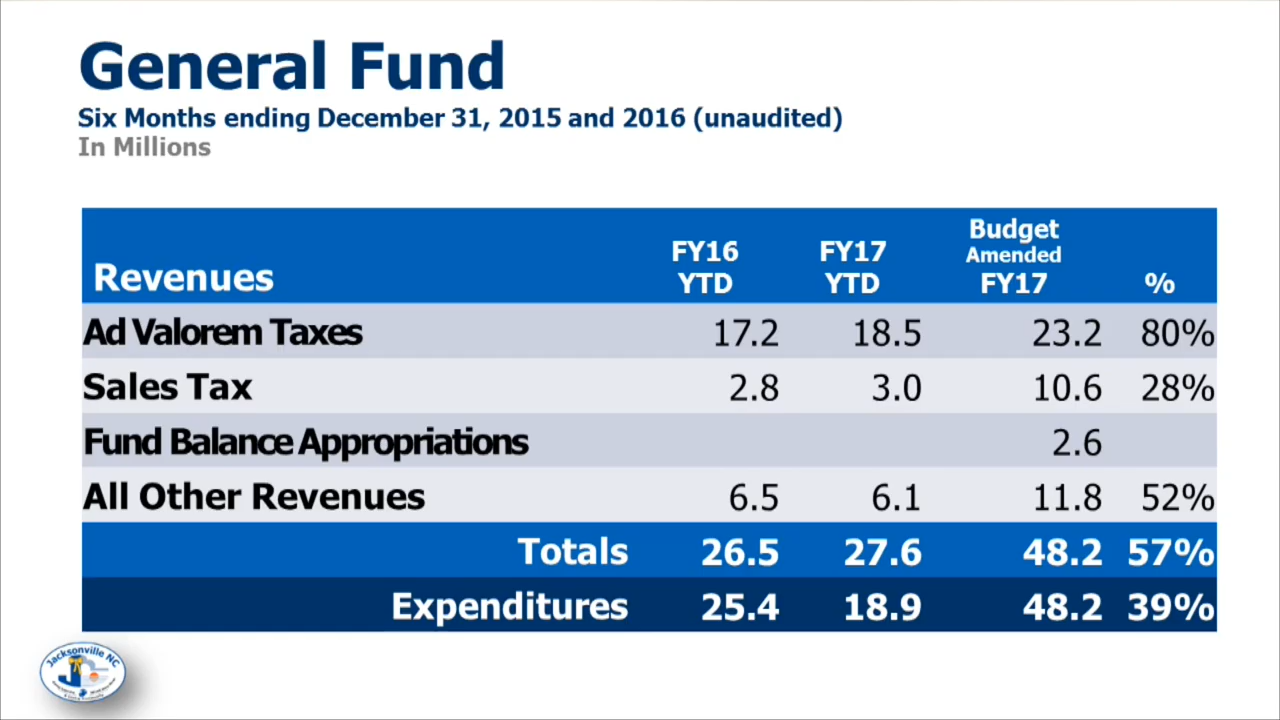 General Fund
Six Months ending December 31, 2015 and 2016 (unaudited)
In Millions
Revenues FY16 YTD FY17 YTD Budget Amended FY17 %
Ad Valorem Taxes 17.2 18.5 23.2 80%
Sales Tax 2.8 3.0 10.6 28%
Fund Balance Appropriations 2.6
All Other Revenues 6.5 6.1 11.8 52%
Totals 26.5 27.6 48.2 57%
Expenditures 25.4 18.9 48.2 39%
Jacksonville NC